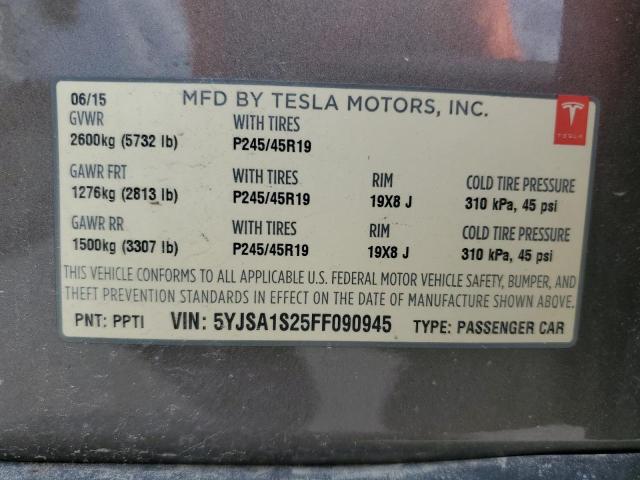 06/15 MFD BY TESLA MOTORS, INC.
TESLA
GVWR WITH TIRES
2600kg (5732 lb) P245/45R19
GAWR FRT WITH TIRES RIM COLD TIRE PRESSURE
1276kg (2813 lb) P245/45R19 19X8 J 310 kPa, 45 psi
GAWR RR WITH TIRES RIM COLD TIRE PRESSURE
1500kg (3307 lb) P245/45R19 19X8 J 310 kPa, 45 psi
THIS VEHICLE CONFORMS TO ALL APPLICABLE U.S. FEDERAL MOTOR VEHICLE SAFETY, BUMPER, AND
THEFT PREVENTION STANDARDS IN EFFECT ON THE DATE OF MANUFACTURE SHOWN ABOVE.
PNT: PPTI VIN: 5YJSA1S25FF090945 TYPE: PASSENGER CAR